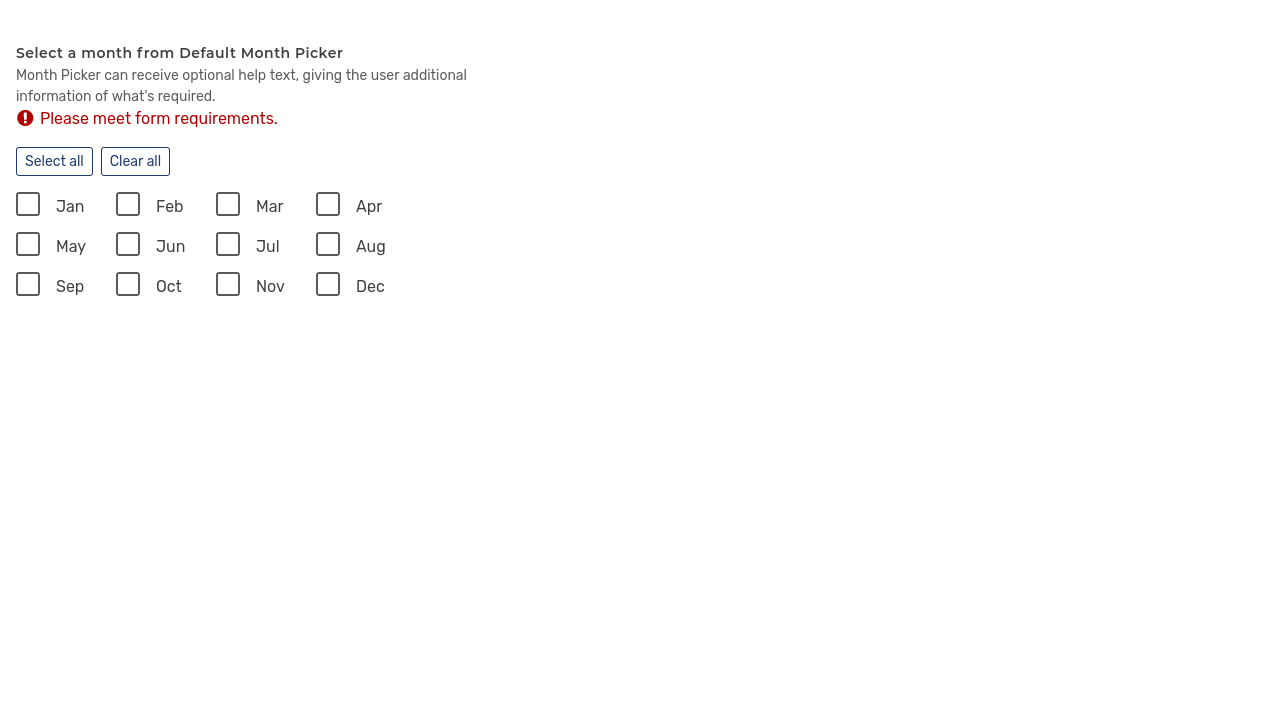 Select a month from Default Month Picker
Month Picker can receive optional help text, giving the user additional
information of what's required.
Please meet form requirements.
Select all Clear all
Jan Feb Mar Apr
May Jun Jul Aug
Sep Oct Nov Dec